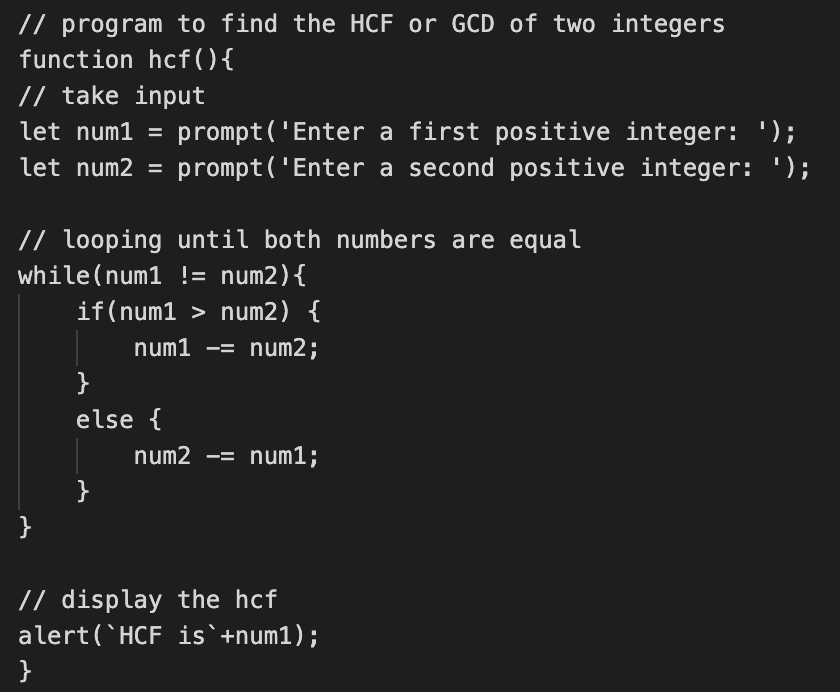 // program to find the HCF or GCD of two integers
function hcf(){
// take input
let num1 = prompt('Enter a first positive integer: ');
let num2 = prompt('Enter a second positive integer: ');

// looping until both numbers are equal
while(num1 != num2){
    if(num1 > num2) {
        num1 -= num2;
    }
    else {
        num2 -= num1;
    }
}

// display the hcf
alert(`HCF is`+num1);
}